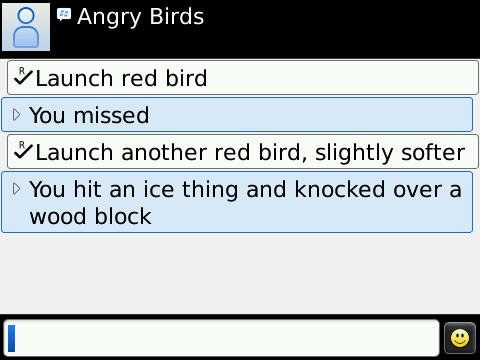 Angry Birds
R Launch red bird
You missed
R Launch another red bird, slightly softer
You hit an ice thing and knocked over a
wood block